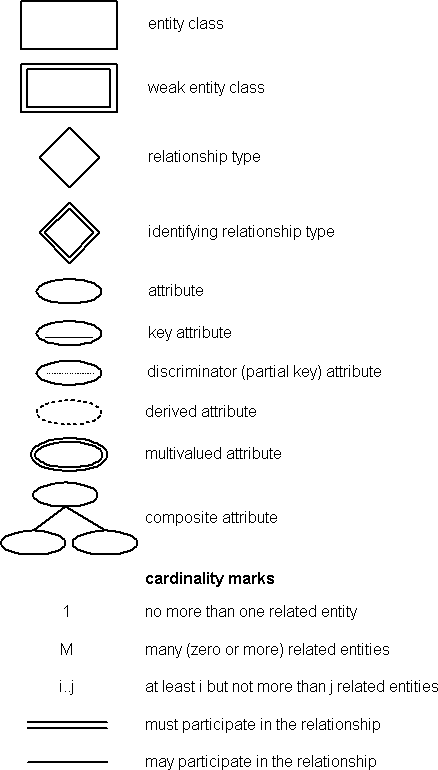 entity class
weak entity class
relationship type
identifying relationship type
attribute
key attribute
discriminator (partial key) attribute
derived attribute
multivalued attribute
composite attribute
cardinality marks
1 no more than one related entity
M many (zero or more) related entities
i..j at least i but not more than j related entities
must participate in the relationship
may participate in the relationship